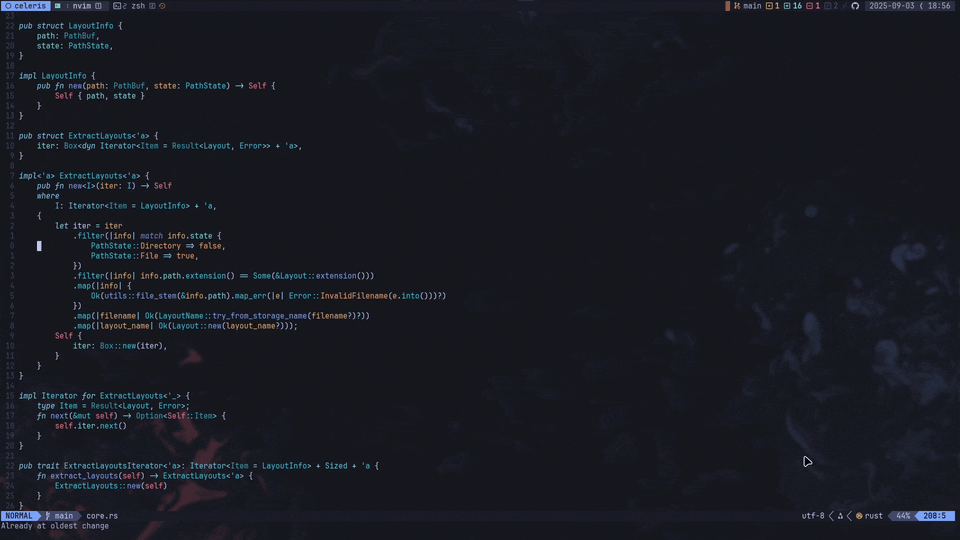 celeris nvim zsh main 1 16 1 2 2025-09-03 18:56
23
22 pub struct LayoutInfo {
21 path: PathBuf,
20 state: PathState,
19 }
18
17 impl LayoutInfo {
16 pub fn new(path: PathBuf, state: PathState) -> Self {
15 Self { path, state }
14 }
13 }
12
11 pub struct ExtractLayouts<'a> {
10 iter: Box<dyn Iterator<Item = Result<Layout, Error>> + 'a>,
9 }
8
7 impl<'a> ExtractLayouts<'a> {
6 pub fn new<I>(iter: I) -> Self
5 where
4 I: Iterator<Item = LayoutInfo> + 'a,
3 {
2 let iter = iter
1 .filter(|info| match info.state {
0 PathState::Directory => false,
1 PathState::File => true,
2 })
3 .filter(|info| info.path.extension() == Some(&Layout::extension()))
4 .map(|info| {
5 Ok(utils::file_stem(&info.path).map_err(|e| Error::InvalidFilename(e.into()))?)
6 })
7 .map(|filename| Ok(LayoutName::try_from_storage_name(filename?)?))
8 .map(|layout_name| Ok(Layout::new(layout_name?)));
9 Self {
10 iter: Box::new(iter),
11 }
12 }
13 }
14
15 impl Iterator for ExtractLayouts<'_> {
16 type Item = Result<Layout, Error>;
17 fn next(&mut self) -> Option<Self::Item> {
18 self.iter.next()
19 }
20 }
21
22 pub trait ExtractLayoutsIterator<'a>: Iterator<Item = LayoutInfo> + Sized + 'a {
23 fn extract_layouts(self) -> ExtractLayouts<'a> {
24 ExtractLayouts::new(self)
25 }
26 }
NORMAL main core.rs utf-8 rust 44% 208:5
Already at oldest change